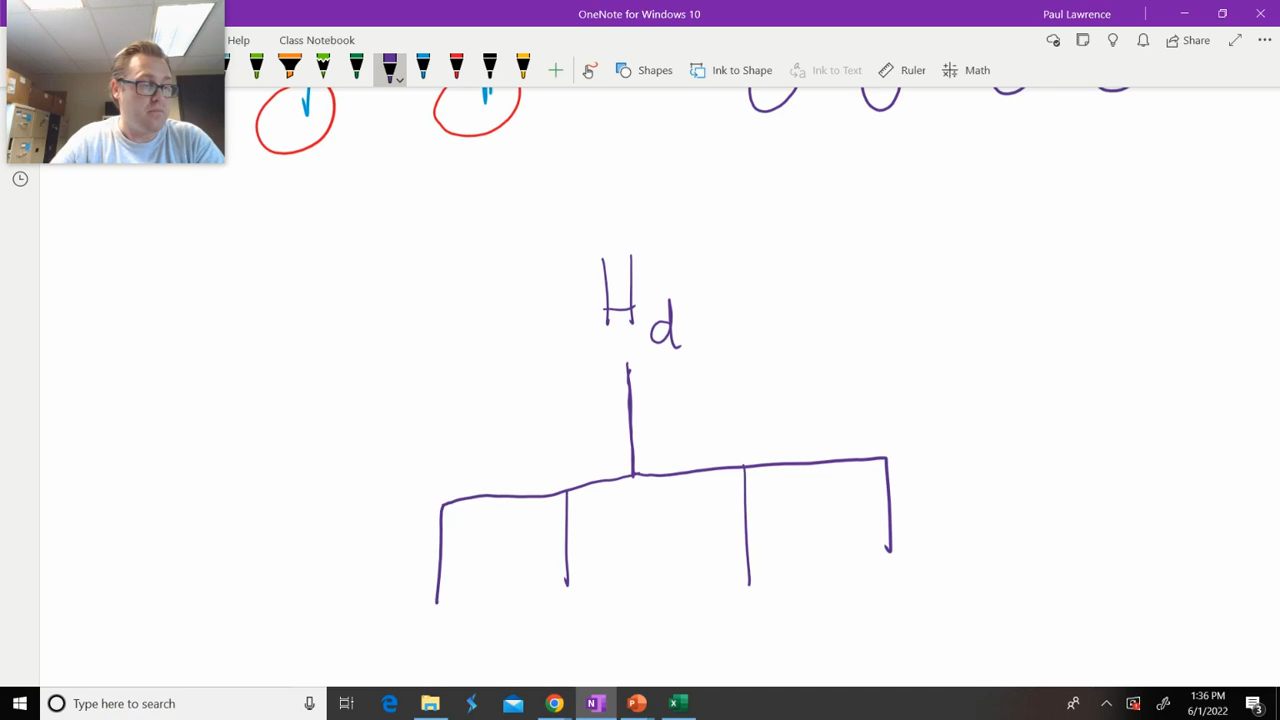 OneNote for Windows 10
Paul Lawrence
Help Class Notebook
Shapes Ink to Shape Ink to Text Ruler Math
Share
H d
Type here to search
1:36 PM
6/1/2022
3